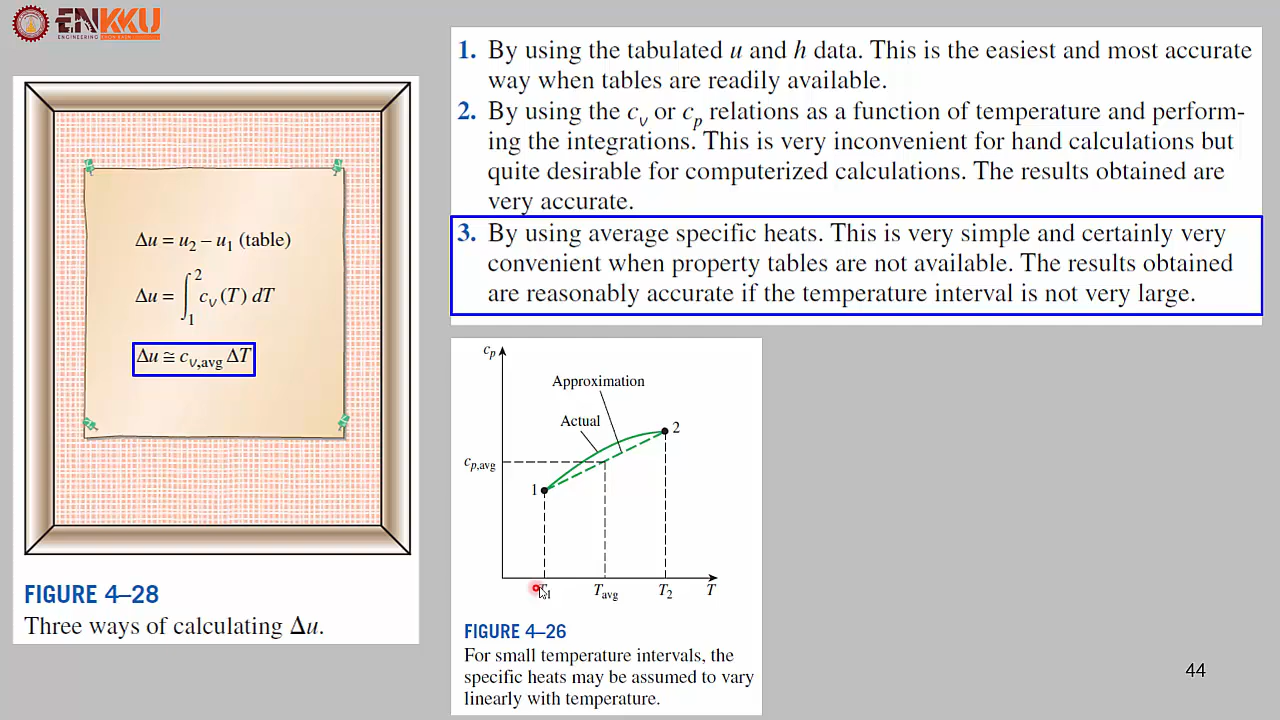 ENKKU
Δu = u2 – u1 (table)
Δu = ∫12 cv (T) dT
Δu ≅ cv,avg ΔT
FIGURE 4–28
Three ways of calculating Δu.
1. By using the tabulated u and h data. This is the easiest and most accurate
way when tables are readily available.
2. By using the cv or cp relations as a function of temperature and perform-
ing the integrations. This is very inconvenient for hand calculations but
quite desirable for computerized calculations. The results obtained are
very accurate.
3. By using average specific heats. This is very simple and certainly very
convenient when property tables are not available. The results obtained
are reasonably accurate if the temperature interval is not very large.
cp
Approximation
Actual
2
cp,avg
1
Tavg T2 T
FIGURE 4–26
For small temperature intervals, the
specific heats may be assumed to vary
linearly with temperature.
44